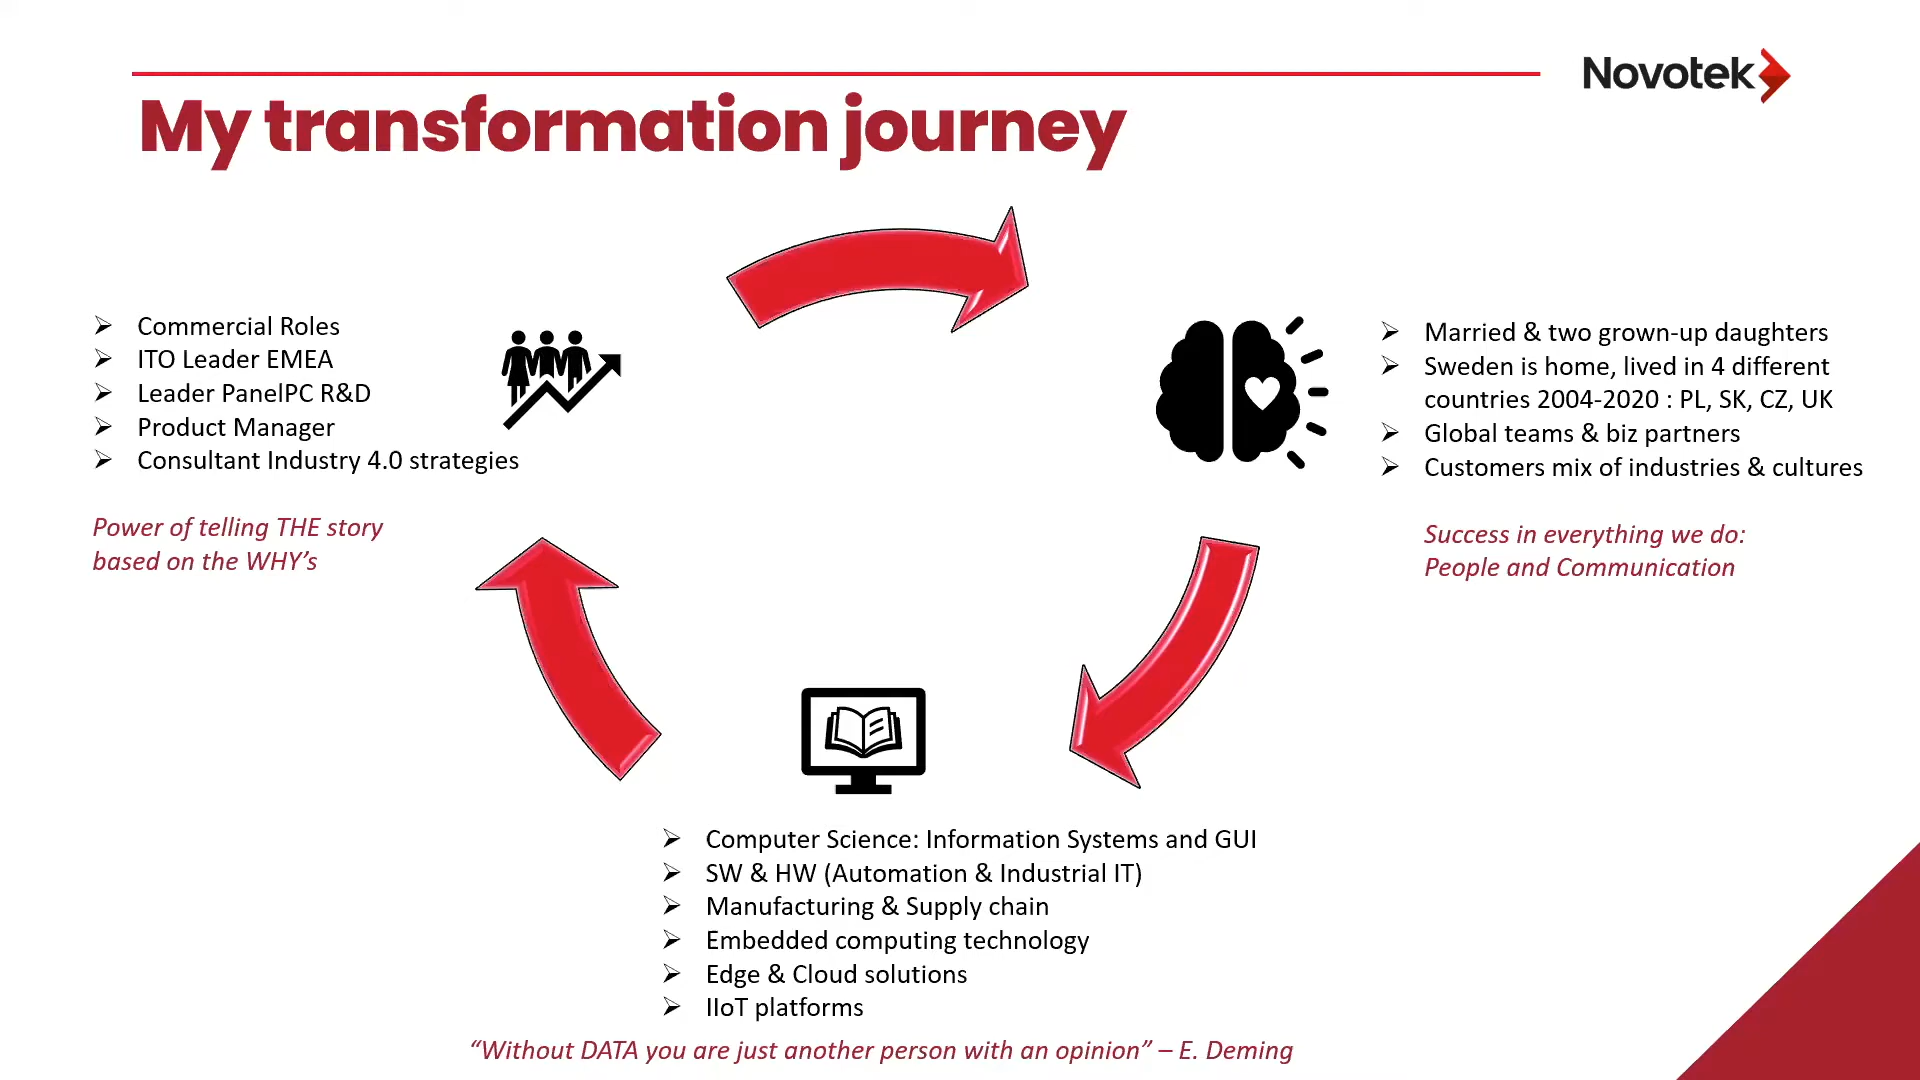 Novotek
My transformation journey
Commercial Roles
ITO Leader EMEA
Leader PanelPC R&D
Product Manager
Consultant Industry 4.0 strategies
Power of telling THE story
based on the WHY’s
Married & two grown-up daughters
Sweden is home, lived in 4 different
countries 2004-2020 : PL, SK, CZ, UK
Global teams & biz partners
Customers mix of industries & cultures
Success in everything we do:
People and Communication
Computer Science: Information Systems and GUI
SW & HW (Automation & Industrial IT)
Manufacturing & Supply chain
Embedded computing technology
Edge & Cloud solutions
IIoT platforms
“Without DATA you are just another person with an opinion” – E. Deming